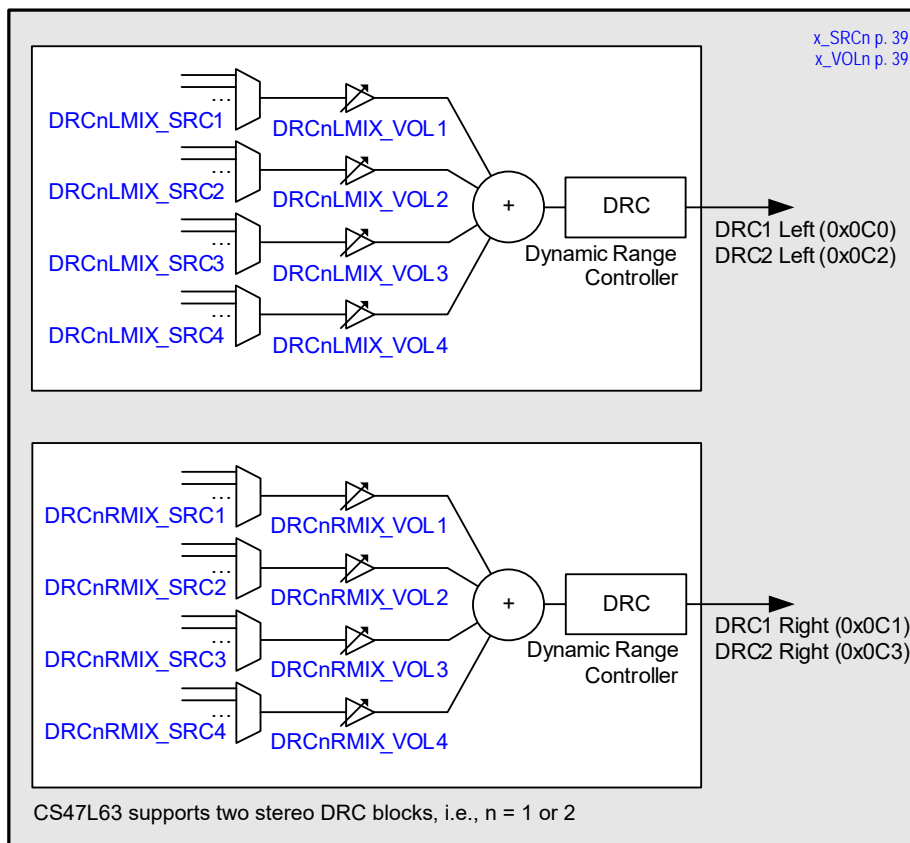 x_SRCn p. 39
x_VOLn p. 39
...
DRCnLMIX_SRC1
DRCnLMIX_VOL1
...
DRCnLMIX_SRC2
DRCnLMIX_VOL2
...
DRCnLMIX_SRC3
DRCnLMIX_VOL3
...
DRCnLMIX_SRC4
DRCnLMIX_VOL4
+
DRC
Dynamic Range
Controller
DRC1 Left (0x0C0)
DRC2 Left (0x0C2)
...
DRCnRMIX_SRC1
DRCnRMIX_VOL1
...
DRCnRMIX_SRC2
DRCnRMIX_VOL2
...
DRCnRMIX_SRC3
DRCnRMIX_VOL3
...
DRCnRMIX_SRC4
DRCnRMIX_VOL4
+
DRC
Dynamic Range
Controller
DRC1 Right (0x0C1)
DRC2 Right (0x0C3)
CS47L63 supports two stereo DRC blocks, i.e., n = 1 or 2